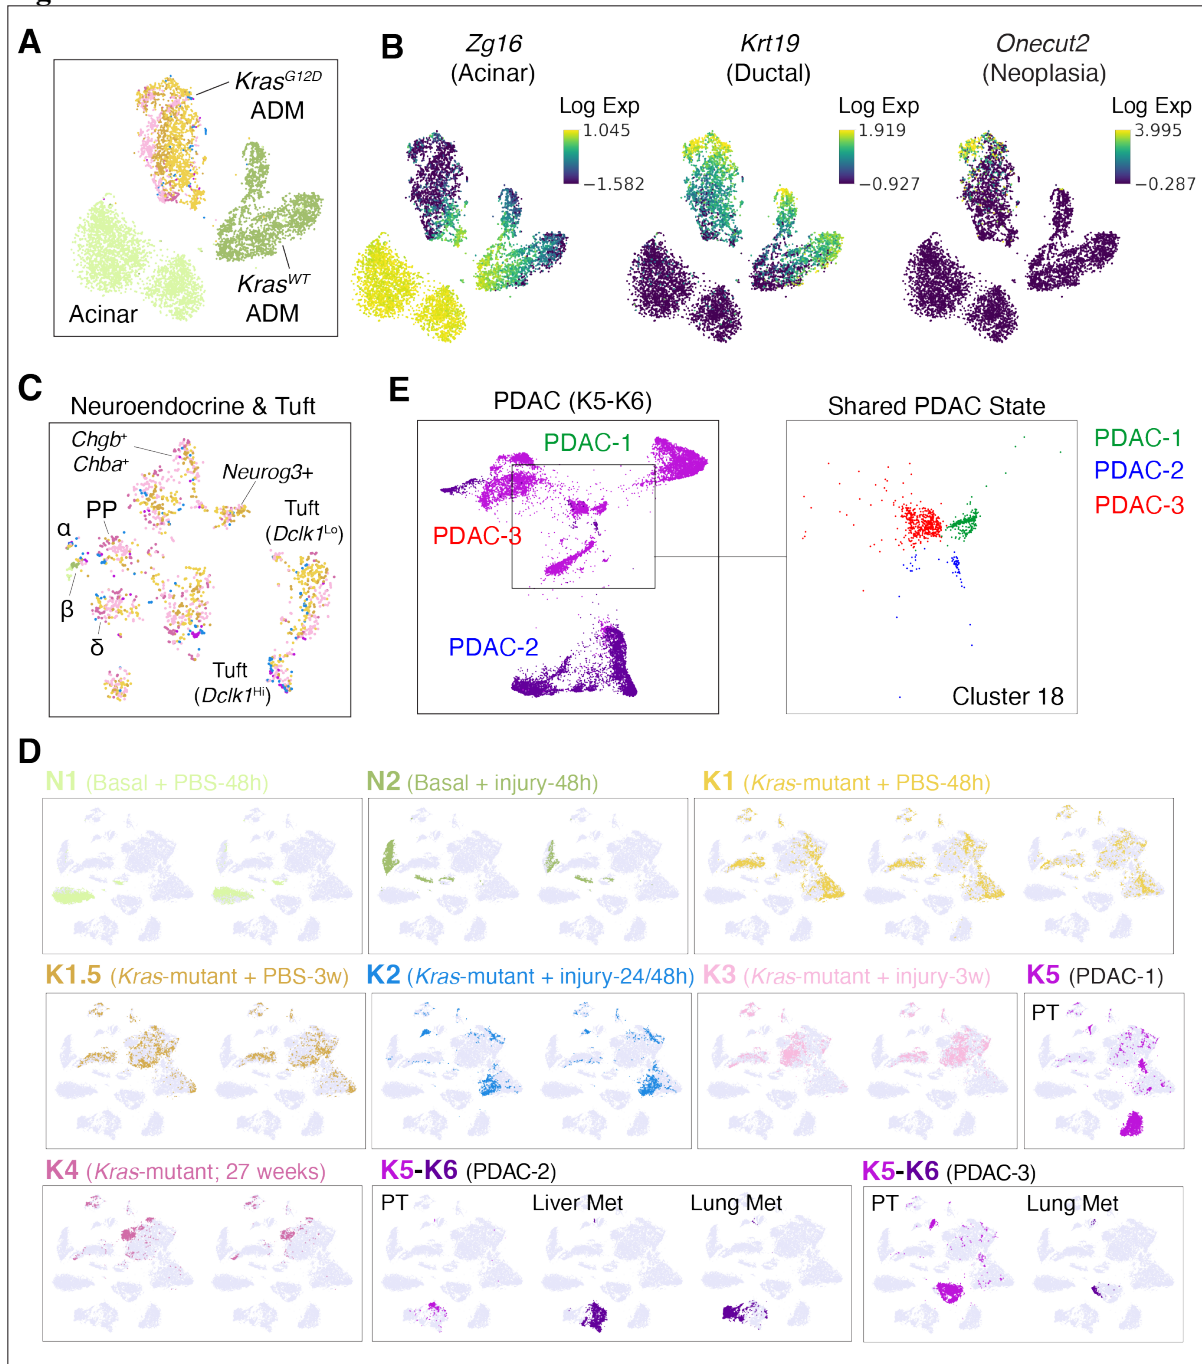 A
Kras^G12D
ADM
Kras^WT
ADM
Acinar
B
Zg16
(Acinar)
Log Exp
1.045
−1.582
Krt19
(Ductal)
Log Exp
1.919
−0.927
Onecut2
(Neoplasia)
Log Exp
3.995
−0.287
C
Neuroendocrine & Tuft
Chgb⁺
Chba⁺
Neurog3+
PP
Tuft
(Dclk1^Lo)
α
β
δ
Tuft
(Dclk1^Hi)
E
PDAC (K5-K6)
PDAC-1
PDAC-3
PDAC-2
Shared PDAC State
PDAC-1
PDAC-2
PDAC-3
Cluster 18
D
N1 (Basal + PBS-48h)
N2 (Basal + injury-48h)
K1 (Kras-mutant + PBS-48h)
K1.5 (Kras-mutant + PBS-3w)
K2 (Kras-mutant + injury-24/48h)
K3 (Kras-mutant + injury-3w)
K5 (PDAC-1)
PT
K4 (Kras-mutant; 27 weeks)
K5-K6 (PDAC-2)
PT
Liver Met
Lung Met
K5-K6 (PDAC-3)
PT
Lung Met